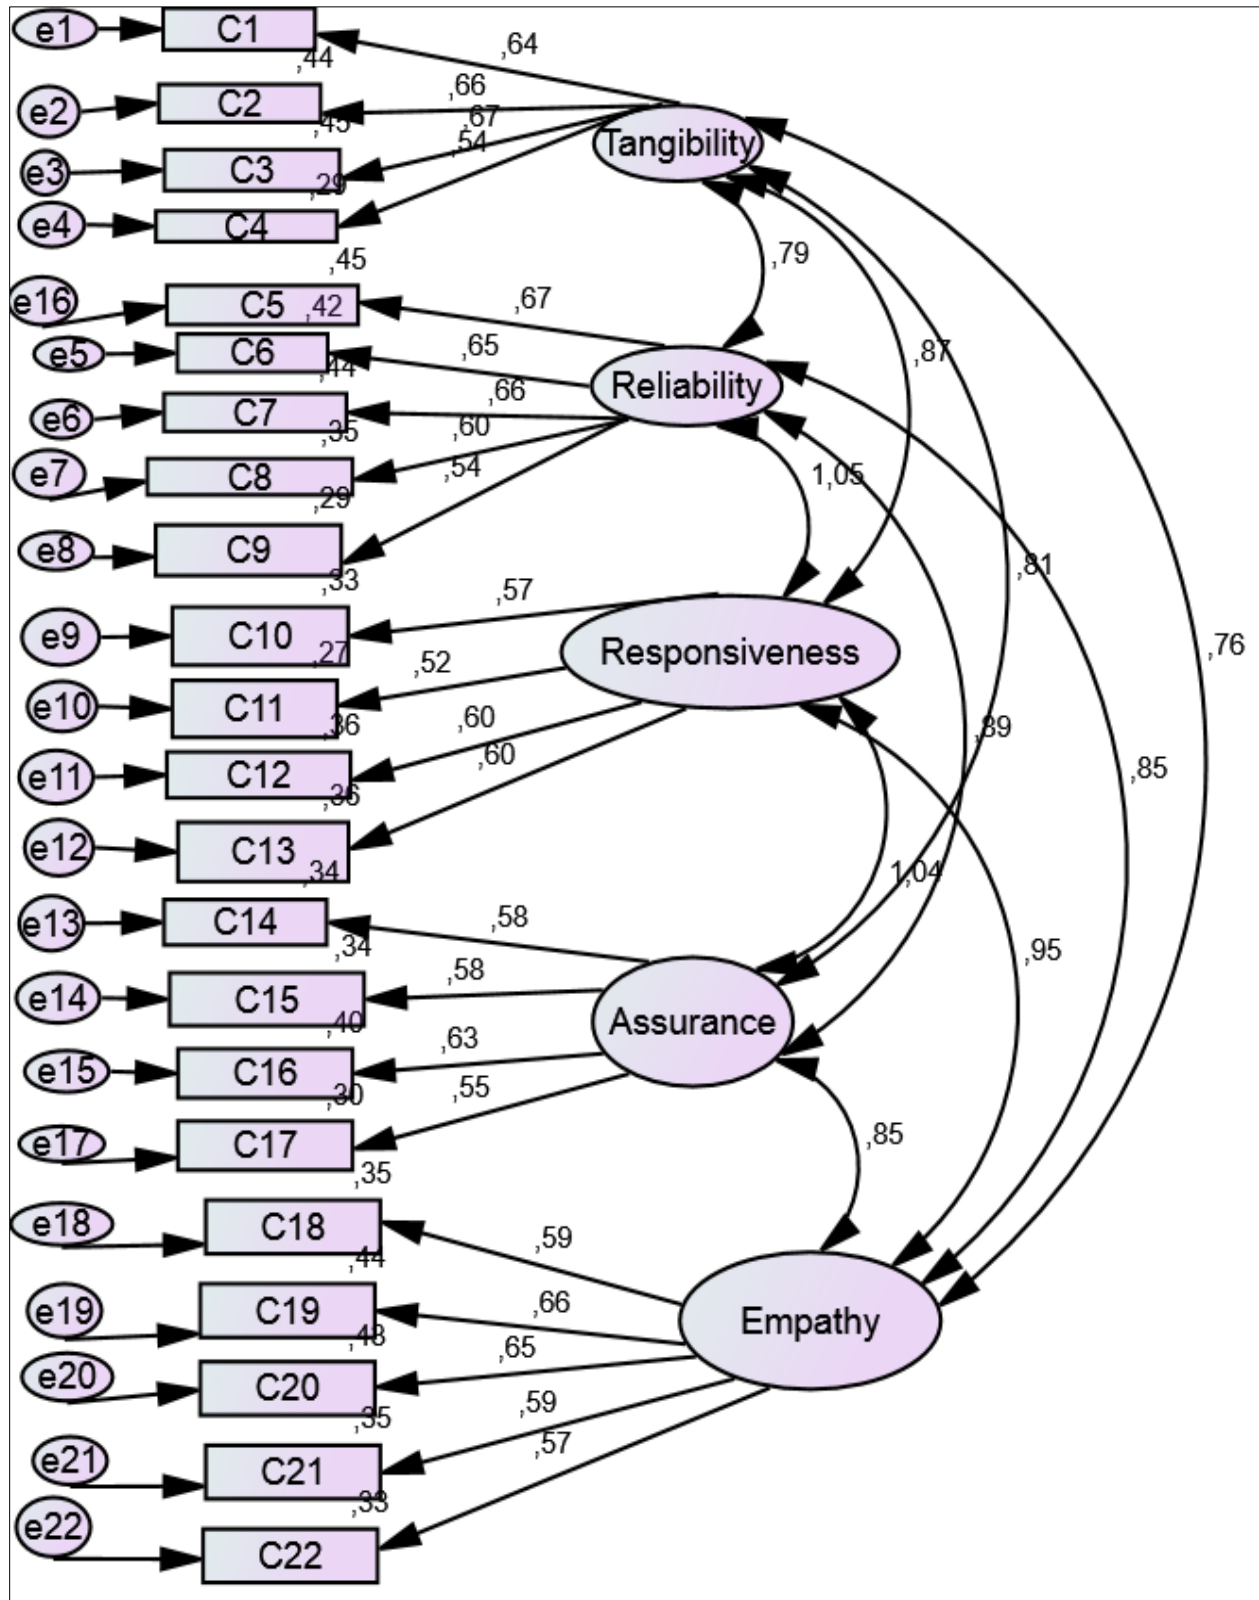 e1 C1 ,64
,44
e2 C2 ,66
,45 ,67
,54
e3 C3 Tangibility
,29
e4 C4
,45 ,79
e16 C5 ,42 ,67
e5 C6 ,65 ,87
,44 Reliability
e6 C7 ,66
,35 ,60
e7 C8 ,54 1,05
,29
e8 C9
,33 ,57 ,81
e9 C10
,27 Responsiveness ,76
,52
e10 C11
,36 ,60
,60 ,89
e11 C12 ,85
,36
e12 C13
,34 1,04
e13 C14 ,58
,34 ,95
e14 C15 ,58
,40 Assurance
e15 C16 ,63
,30 ,55
e17 C17 ,85
,35
e18 C18 ,59
,44
e19 C19 ,66
Empathy
,65
e20 C20
,35 ,59
,57
e21 C21
,33
e22 C22